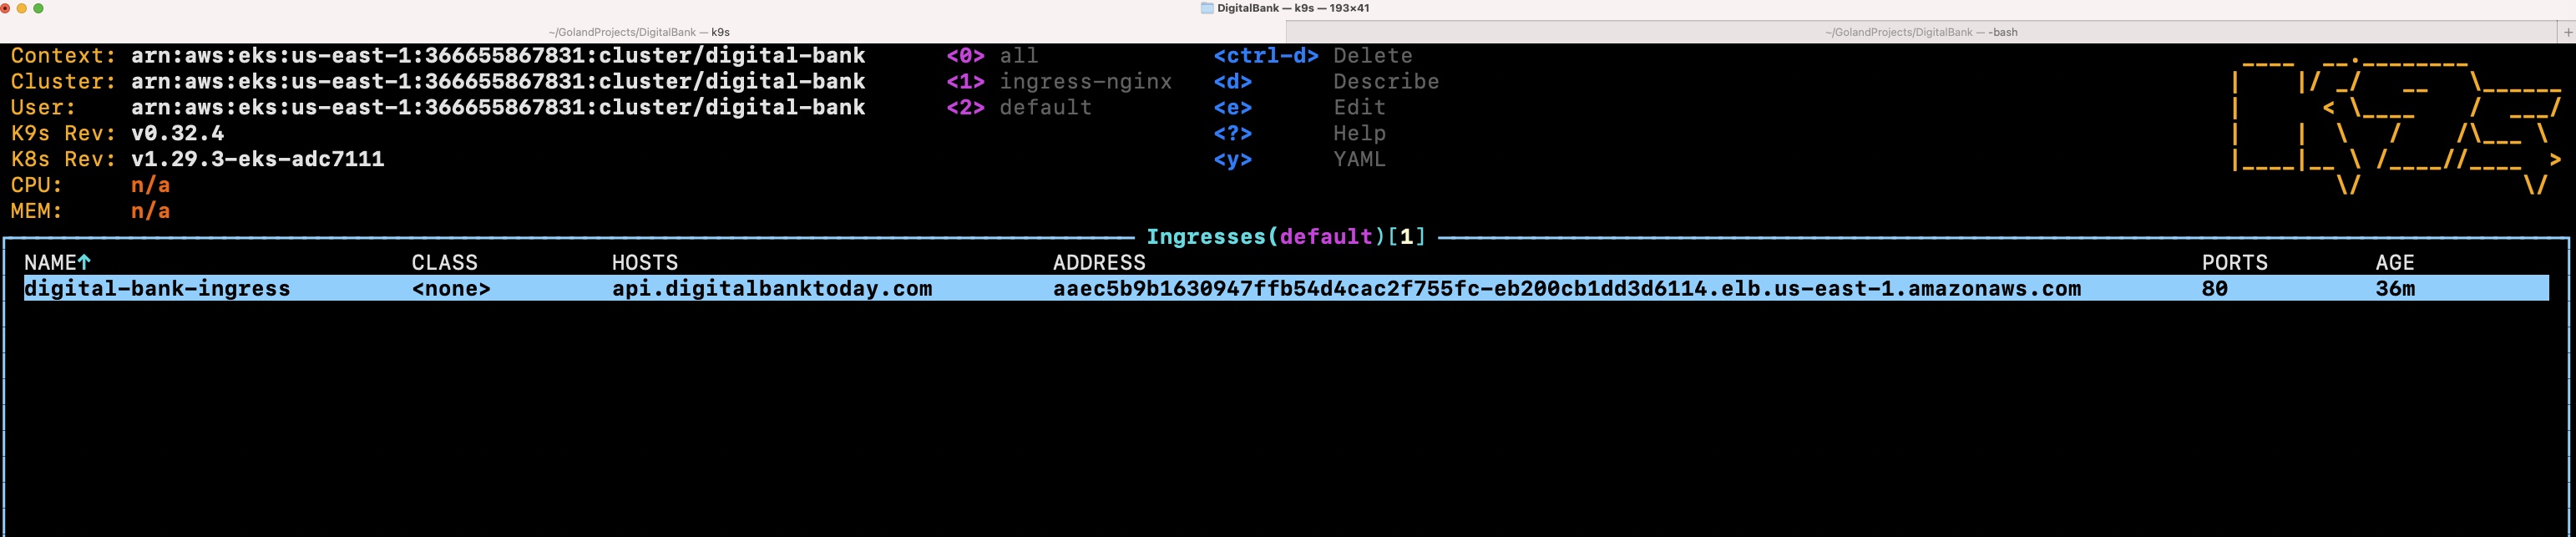 DigitalBank — k9s — 193×41
~/GolandProjects/DigitalBank — k9s ~/GolandProjects/DigitalBank — -bash +
Context: arn:aws:eks:us-east-1:366655867831:cluster/digital-bank <0> all <ctrl-d> Delete
Cluster: arn:aws:eks:us-east-1:366655867831:cluster/digital-bank <1> ingress-nginx <d> Describe
User: arn:aws:eks:us-east-1:366655867831:cluster/digital-bank <2> default <e> Edit
K9s Rev: v0.32.4 <?> Help
K8s Rev: v1.29.3-eks-adc7111 <y> YAML
CPU: n/a
MEM: n/a
Ingresses(default)[1]
NAME↑ CLASS HOSTS ADDRESS PORTS AGE
digital-bank-ingress <none> api.digitalbanktoday.com aaec5b9b1630947ffb54d4cac2f755fc-eb200cb1dd3d6114.elb.us-east-1.amazonaws.com 80 36m